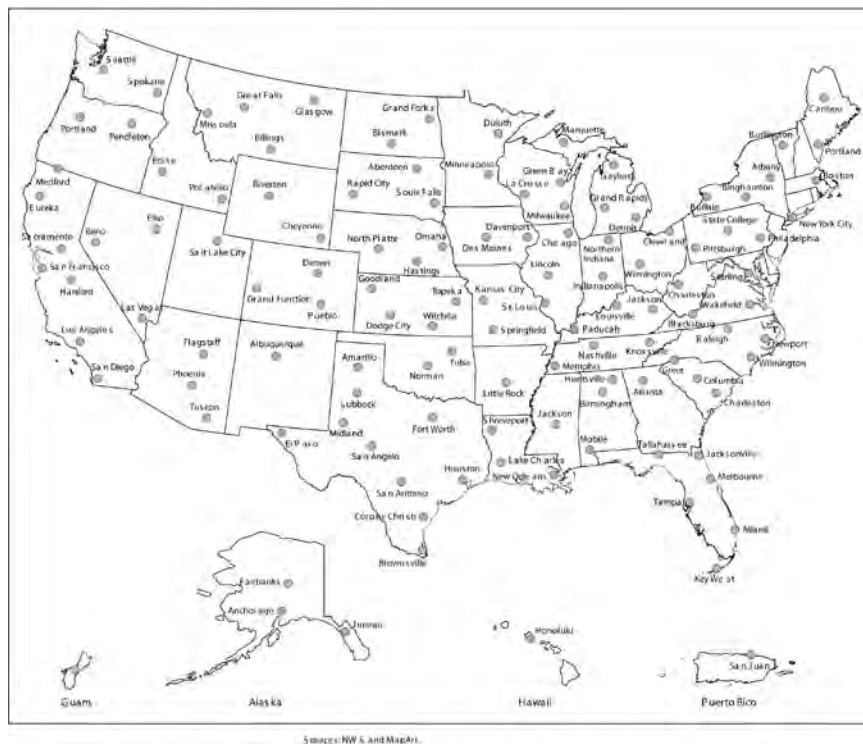 Seattle
Spokane
Portland
Pendleton
Medford
Eureka
Boise
Pocatello
Missoula
Great Falls
Glasgow
Billings
Riverton
Cheyenne
Grand Forks
Bismark
Aberdeen
Rapid City
Sioux Falls
Duluth
Minneapolis
Marquette
Green Bay
La Crosse
Milwaukee
Gaylord
Grand Rapids
Detroit
Caribou
Burlington
Portland
Albany
Boston
Binghamton
Buffalo
New York City
State College
Philadelphia
Pittsburgh
Cleveland
Sterling
Wakefield
Charleston
Blacksburg
Wilmington
Northern
Indiana
Indianapolis
Chicago
Lincoln
Davenport
Des Moines
North Platte
Omaha
Hastings
Goodland
Topeka
Kansas City
St. Louis
Louisville
Jackson
Wichita
Dodge City
Springfield
Paducah
Denver
Grand Junction
Pueblo
Salt Lake City
Elko
Reno
Sacramento
San Francisco
Hanford
Las Vegas
Los Angeles
San Diego
Flagstaff
Phoenix
Tuscon
Albuquerque
Amarillo
Lubbock
Midland
El Paso
San Angelo
Fort Worth
Norman
Tulsa
Little Rock
Memphis
Nashville
Knoxville
Raleigh
Newport
Wilmington
Greer
Columbia
Charleston
Huntsville
Birmingham
Atlanta
Jackson
Shreveport
Lake Charles
New Orleans
Mobile
Tallahassee
Jacksonville
Melbourne
Tampa
Miami
Key West
Houston
San Antonio
Corpus Christi
Brownsville
Fairbanks
Anchorage
Juneau
Honolulu
San Juan
Guam
Alaska
Hawaii
Puerto Rico
Sources: NWS and MapArt.